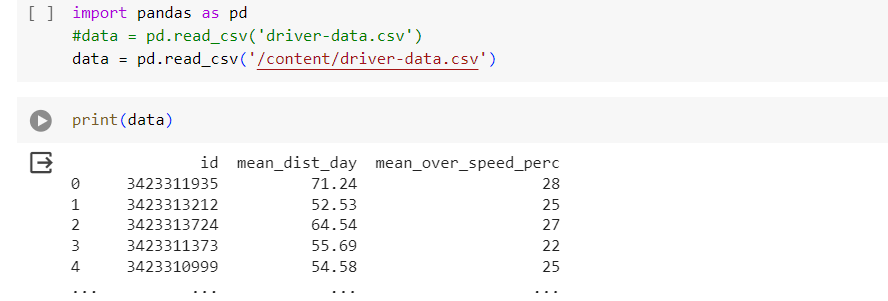 [ ] import pandas as pd
#data = pd.read_csv('driver-data.csv')
data = pd.read_csv('/content/driver-data.csv')
print(data)
id mean_dist_day mean_over_speed_perc
0 3423311935 71.24 28
1 3423313212 52.53 25
2 3423313724 64.54 27
3 3423311373 55.69 22
4 3423310999 54.58 25
... ... ... ...